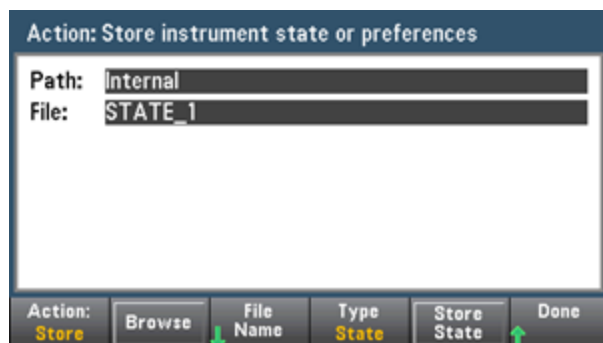 Action: Store instrument state or preferences
Path: Internal
File: STATE_1
Action:
Store
Browse
File
Name
Type
State
Store
State
Done